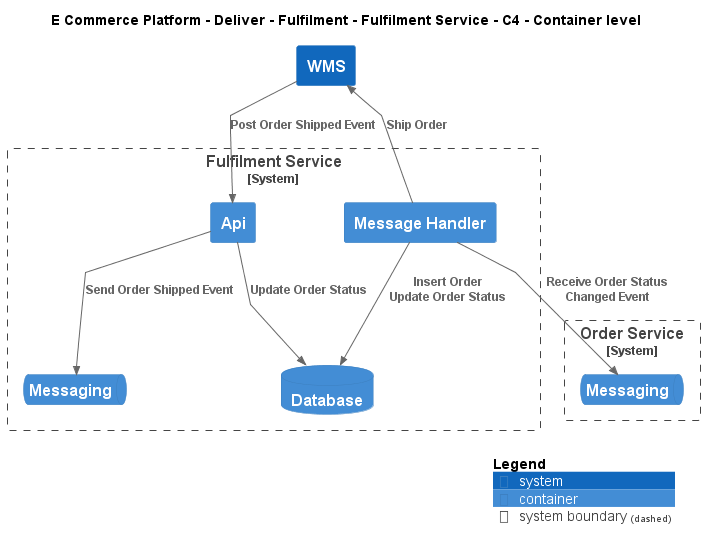 E Commerce Platform - Deliver - Fulfilment - Fulfilment Service - C4 - Container level
WMS
Post Order Shipped Event
Ship Order
Fulfilment Service
[System]
Api
Message Handler
Send Order Shipped Event
Update Order Status
Insert Order
Update Order Status
Receive Order Status
Changed Event
Order Service
[System]
Messaging
Database
Messaging
Legend
system
container
system boundary (dashed)